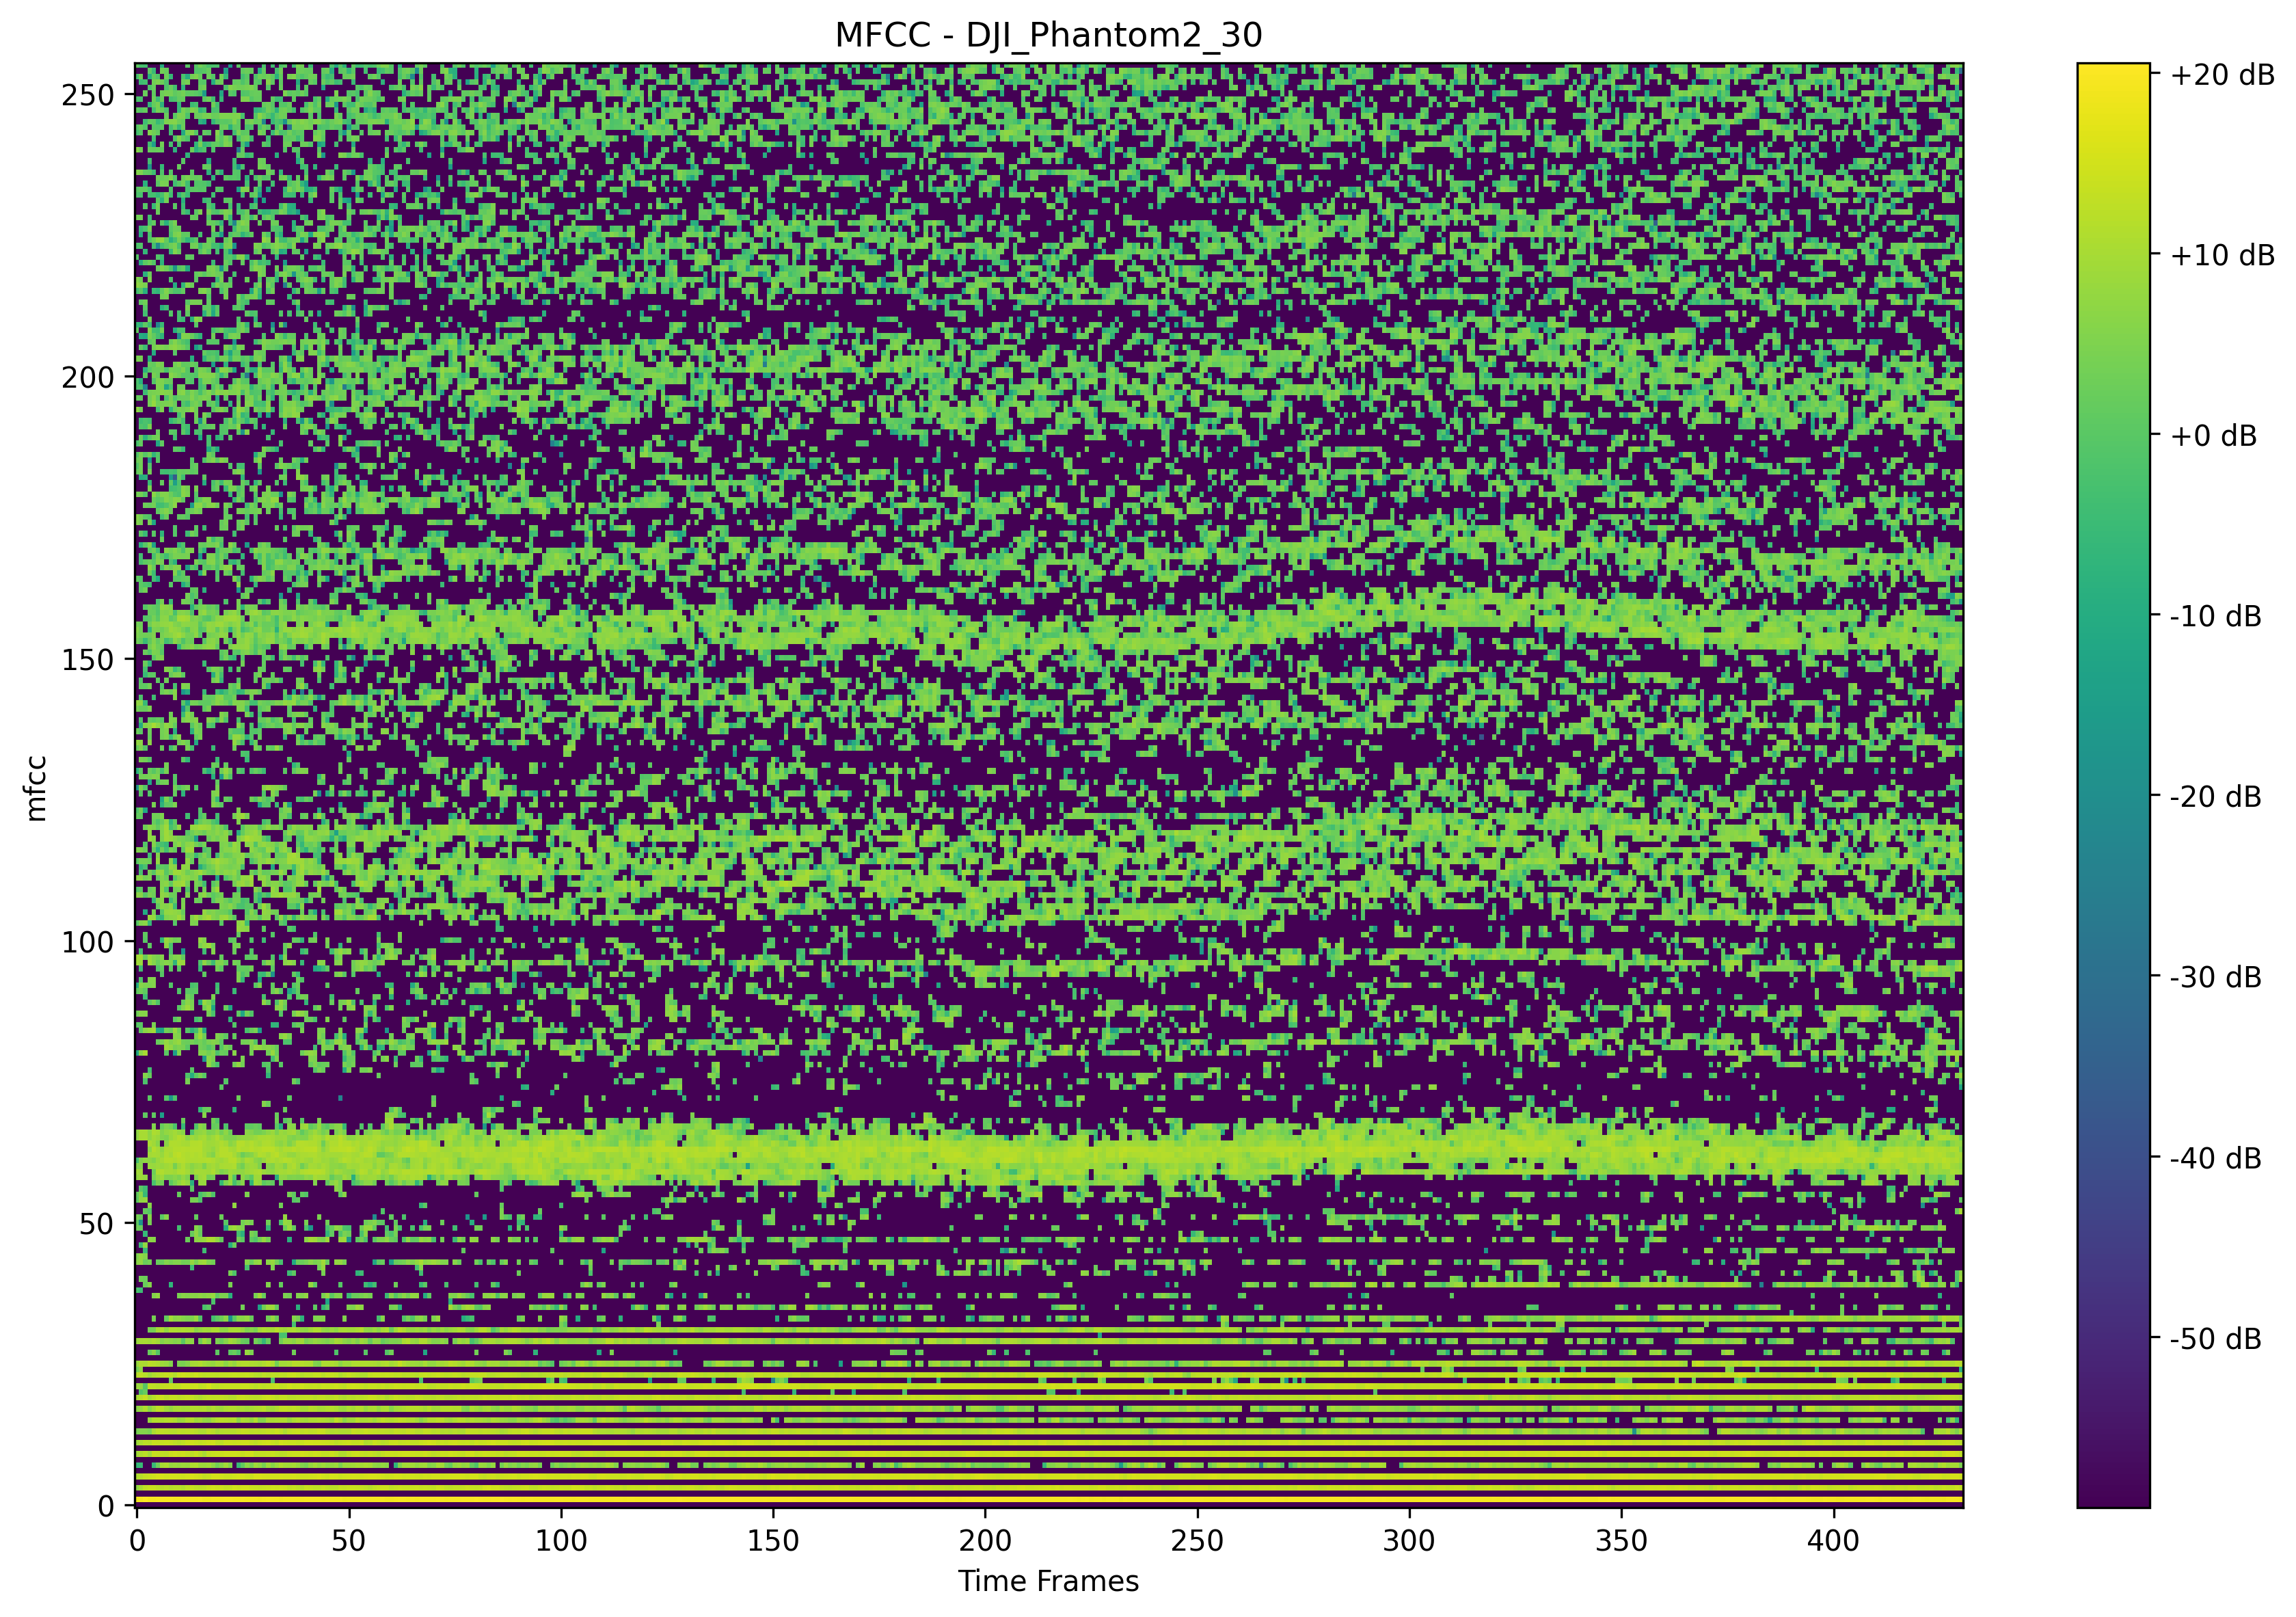 MFCC - DJI_Phantom2_30
250
200
150
100
50
0
mfcc
0 50 100 150 200 250 300 350 400
Time Frames
+20 dB
+10 dB
+0 dB
-10 dB
-20 dB
-30 dB
-40 dB
-50 dB